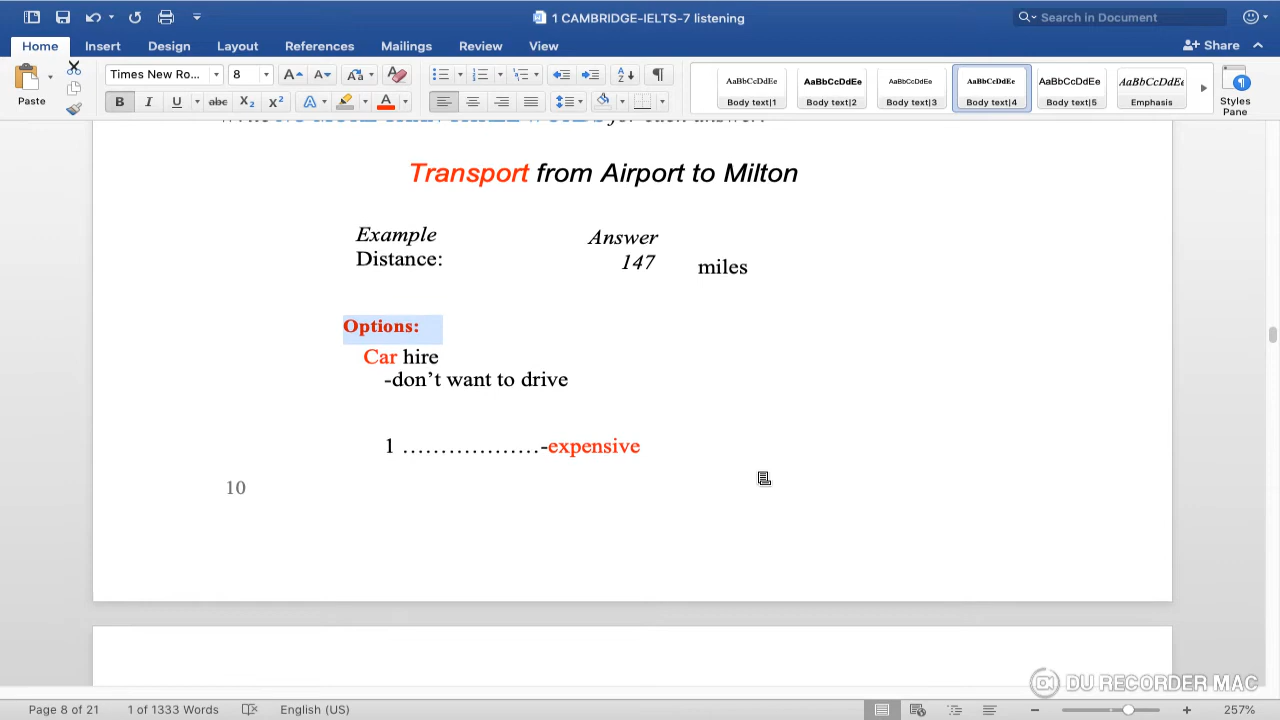 1 CAMBRIDGE-IELTS-7 listening
Search in Document
Home Insert Design Layout References Mailings Review View
Share
Times New Ro... 8
Paste
B I U abc X2 X2
AaBbCcDdEe AaBbCcDdEe AaBbCcDdEe AaBbCcDdEe AaBbCcDdEe AaBbCcDdEe
Body text|1 Body text|2 Body text|3 Body text|4 Body text|5 Emphasis
Styles
Pane
Transport from Airport to Milton
Example Answer
Distance: 147 miles
Options:
Car hire
-don’t want to drive
1 ………………-expensive
10
DU RECORDER MAC
Page 8 of 21 1 of 1333 Words English (US) 257%